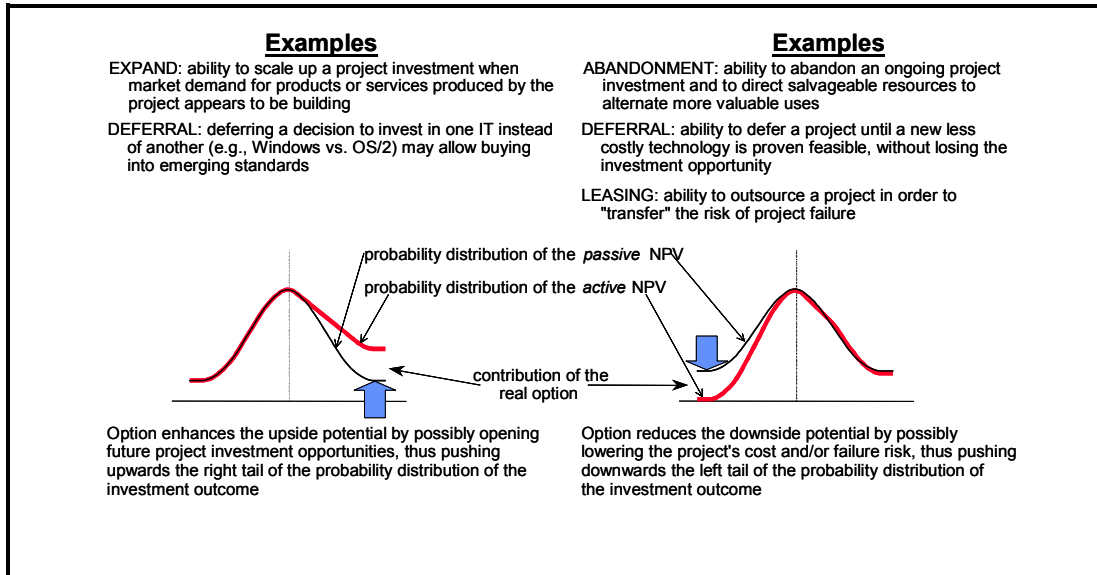 Examples
EXPAND: ability to scale up a project investment when
market demand for products or services produced by the
project appears to be building
DEFERRAL: deferring a decision to invest in one IT instead
of another (e.g., Windows vs. OS/2) may allow buying
into emerging standards
Examples
ABANDONMENT: ability to abandon an ongoing project
investment and to direct salvageable resources to
alternate more valuable uses
DEFERRAL: ability to defer a project until a new less
costly technology is proven feasible, without losing the
investment opportunity
LEASING: ability to outsource a project in order to
"transfer" the risk of project failure
probability distribution of the passive NPV
probability distribution of the active NPV
contribution of the
real option
Option enhances the upside potential by possibly opening
future project investment opportunities, thus pushing
upwards the right tail of the probability distribution of the
investment outcome
Option reduces the downside potential by possibly
lowering the project's cost and/or failure risk, thus pushing
downwards the left tail of the probability distribution of
the investment outcome